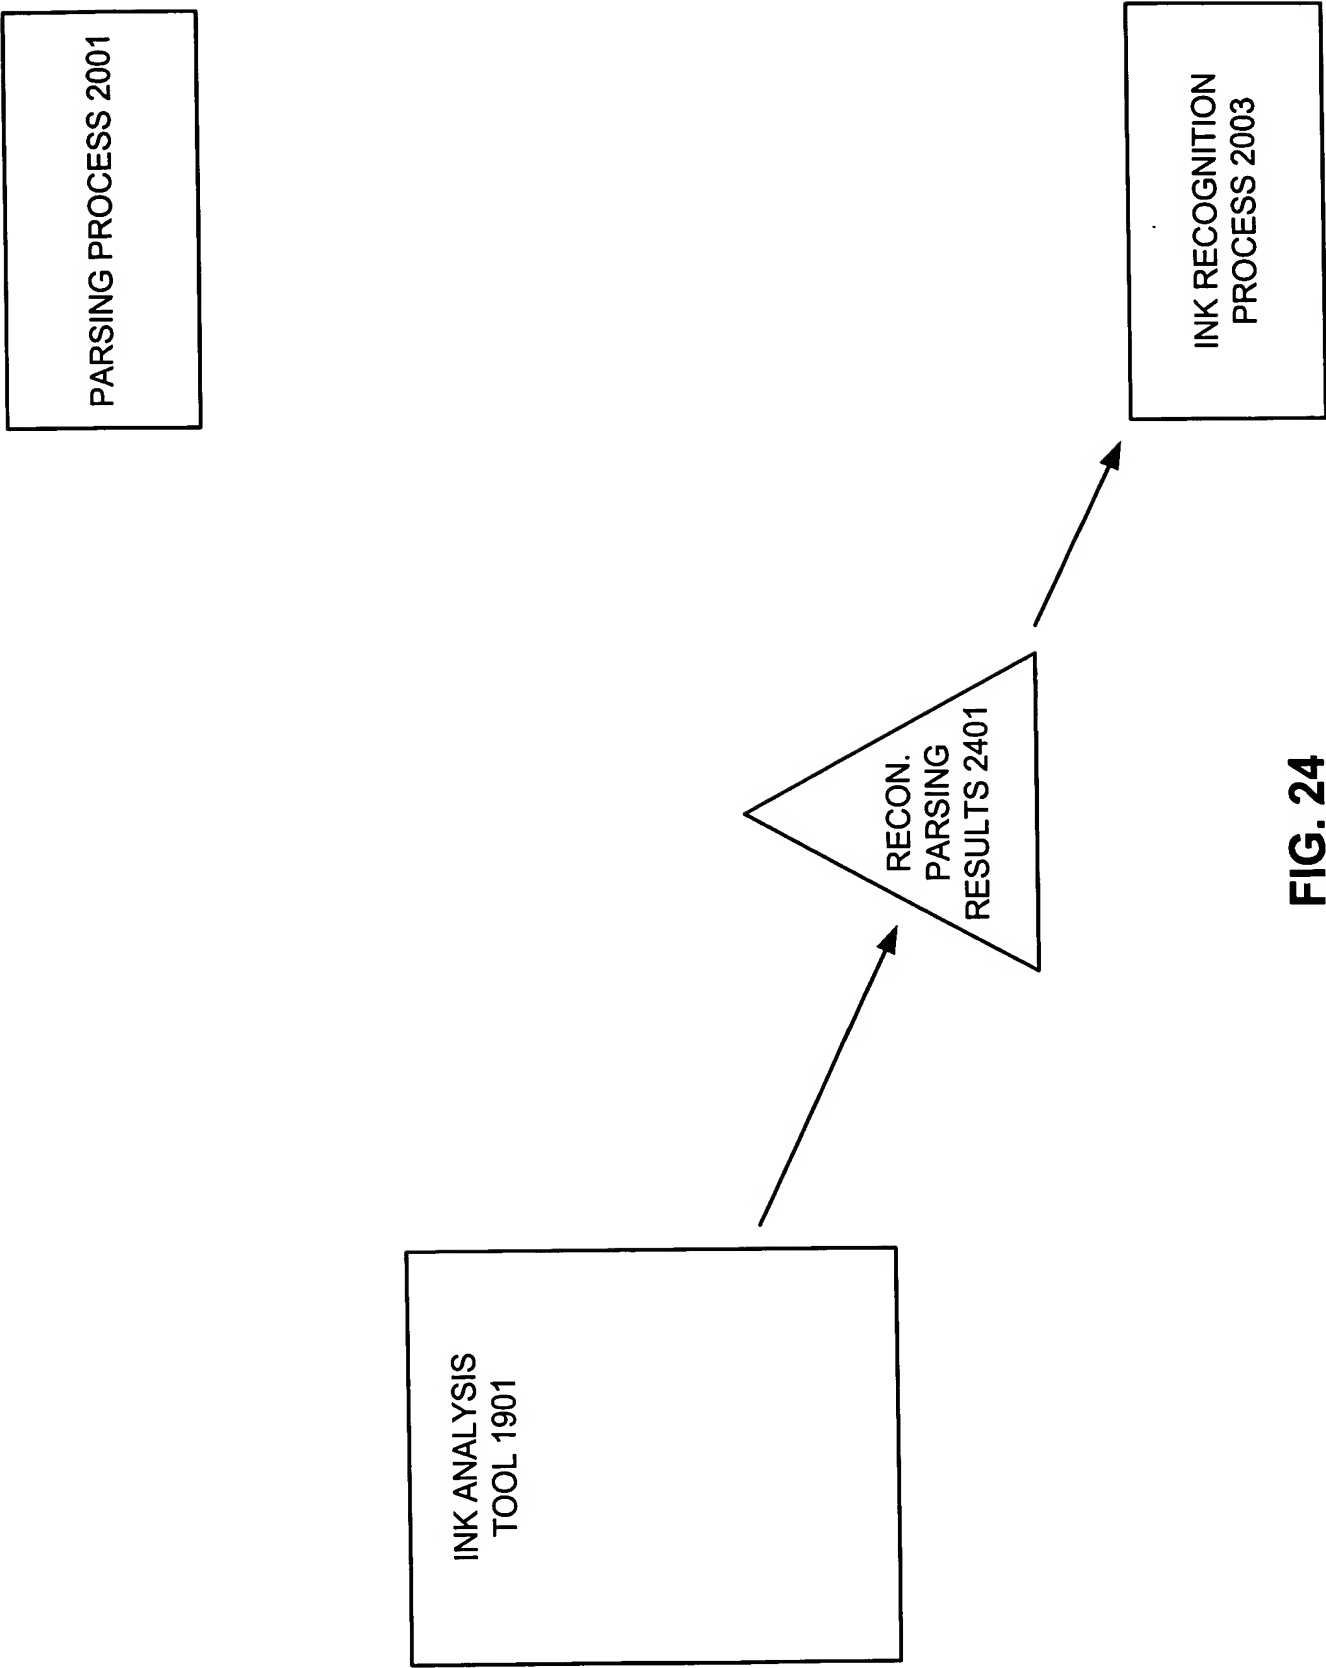 INK ANALYSIS
TOOL 1901
PARSING PROCESS 2001
RECON.
PARSING
RESULTS 2401
INK RECOGNITION
PROCESS 2003
FIG. 24